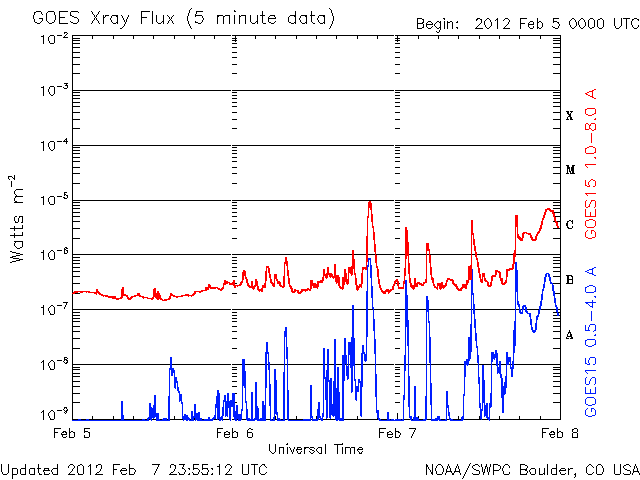 GOES Xray Flux (5 minute data)
Begin: 2012 Feb 5 0000 UTC
10⁻²
10⁻³
10⁻⁴
10⁻⁵
10⁻⁶
10⁻⁷
10⁻⁸
10⁻⁹
Watts m⁻²
X
M
C
B
A
GOES15 1.0-8.0 A
GOES15 0.5-4.0 A
Feb 5
Feb 6
Feb 7
Feb 8
Universal Time
Updated 2012 Feb 7 23:55:12 UTC
NOAA/SWPC Boulder, CO USA